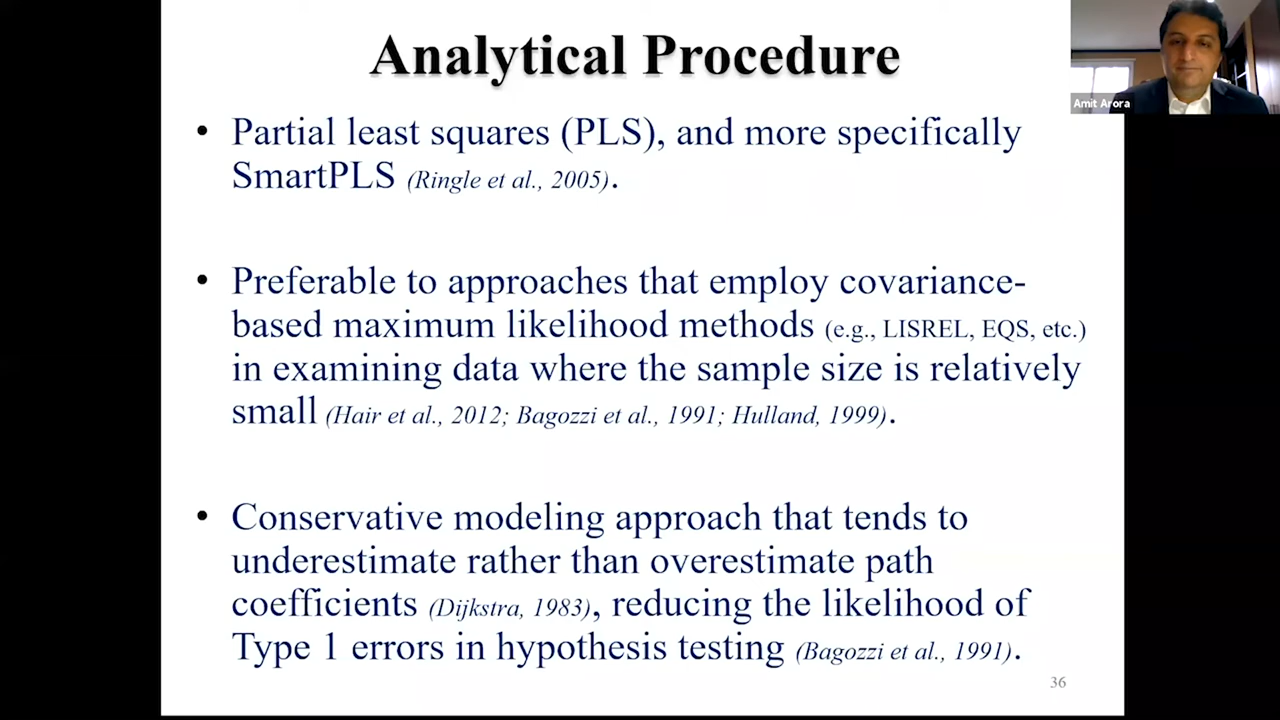 Analytical Procedure
Amit Arora
• Partial least squares (PLS), and more specifically
SmartPLS (Ringle et al., 2005).
• Preferable to approaches that employ covariance-
based maximum likelihood methods (e.g., LISREL, EQS, etc.)
in examining data where the sample size is relatively
small (Hair et al., 2012; Bagozzi et al., 1991; Hulland, 1999).
• Conservative modeling approach that tends to
underestimate rather than overestimate path
coefficients (Dijkstra, 1983), reducing the likelihood of
Type 1 errors in hypothesis testing (Bagozzi et al., 1991).
36